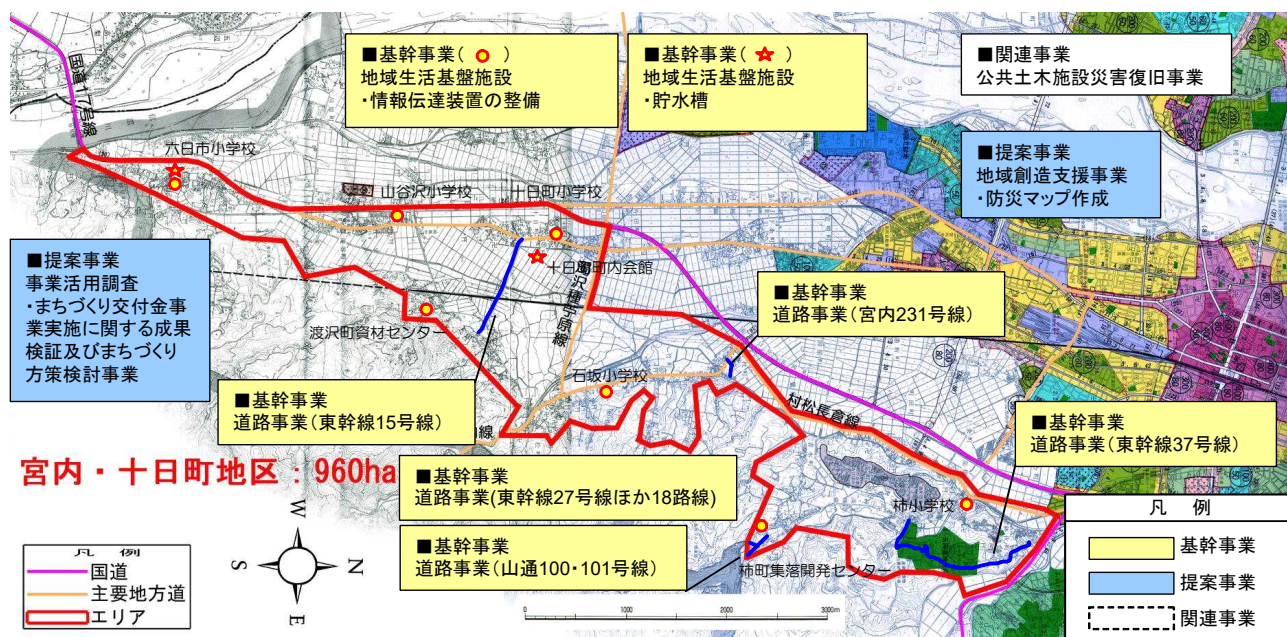 ■基幹事業( )
地域生活基盤施設
・情報伝達装置の整備
■基幹事業( )
地域生活基盤施設
・貯水槽
■関連事業
公共土木施設災害復旧事業
■提案事業
地域創造支援事業
・防災マップ作成
国道17号線
六日市小学校
山谷沢小学校
十日町小学校
十日町町内会館
■提案事業
事業活用調査
・まちづくり交付金事
業実施に関する成果
検証及びまちづくり
方策検討事業
渡沢町資材センター
■基幹事業
道路事業(宮内231号線)
石坂小学校
■基幹事業
道路事業(東幹線15号線)
村松長倉線
■基幹事業
道路事業(東幹線37号線)
宮内・十日町地区:960ha
■基幹事業
道路事業(東幹線27号線ほか18路線)
柿小学校
■基幹事業
道路事業(山通100・101号線)
柿町集落開発センター
凡 例
国道
主要地方道
エリア
W
S
N
E
0
1000
2000
3000m
凡 例
基幹事業
提案事業
関連事業